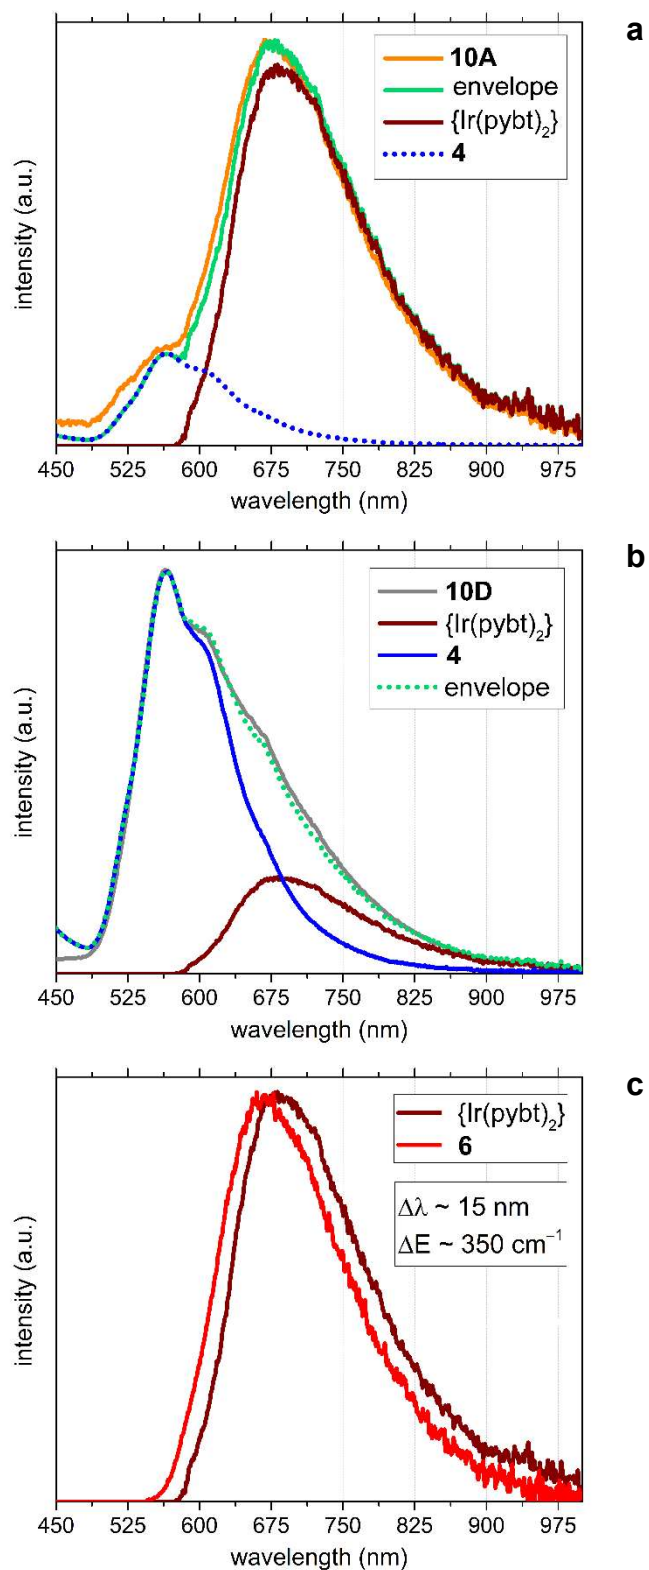 a
10A
envelope
{Ir(pybt)₂}
4
intensity (a.u.)
450 525 600 675 750 825 900 975
wavelength (nm)
b
10D
{Ir(pybt)₂}
4
envelope
intensity (a.u.)
450 525 600 675 750 825 900 975
wavelength (nm)
c
{Ir(pybt)₂}
6
Δλ ~ 15 nm
ΔE ~ 350 cm⁻¹
intensity (a.u.)
450 525 600 675 750 825 900 975
wavelength (nm)